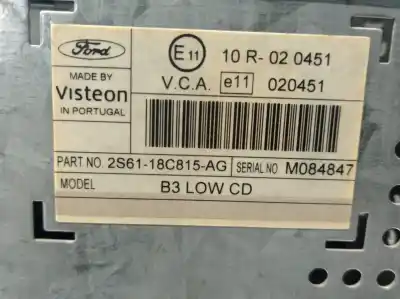 Ford
E11 10 R- 02 0451
MADE BY
Visteon
IN PORTUGAL
V.C.A. e11 020451
PART NO. 2S61-18C815-AG SERIAL NO M084847
MODEL B3 LOW CD